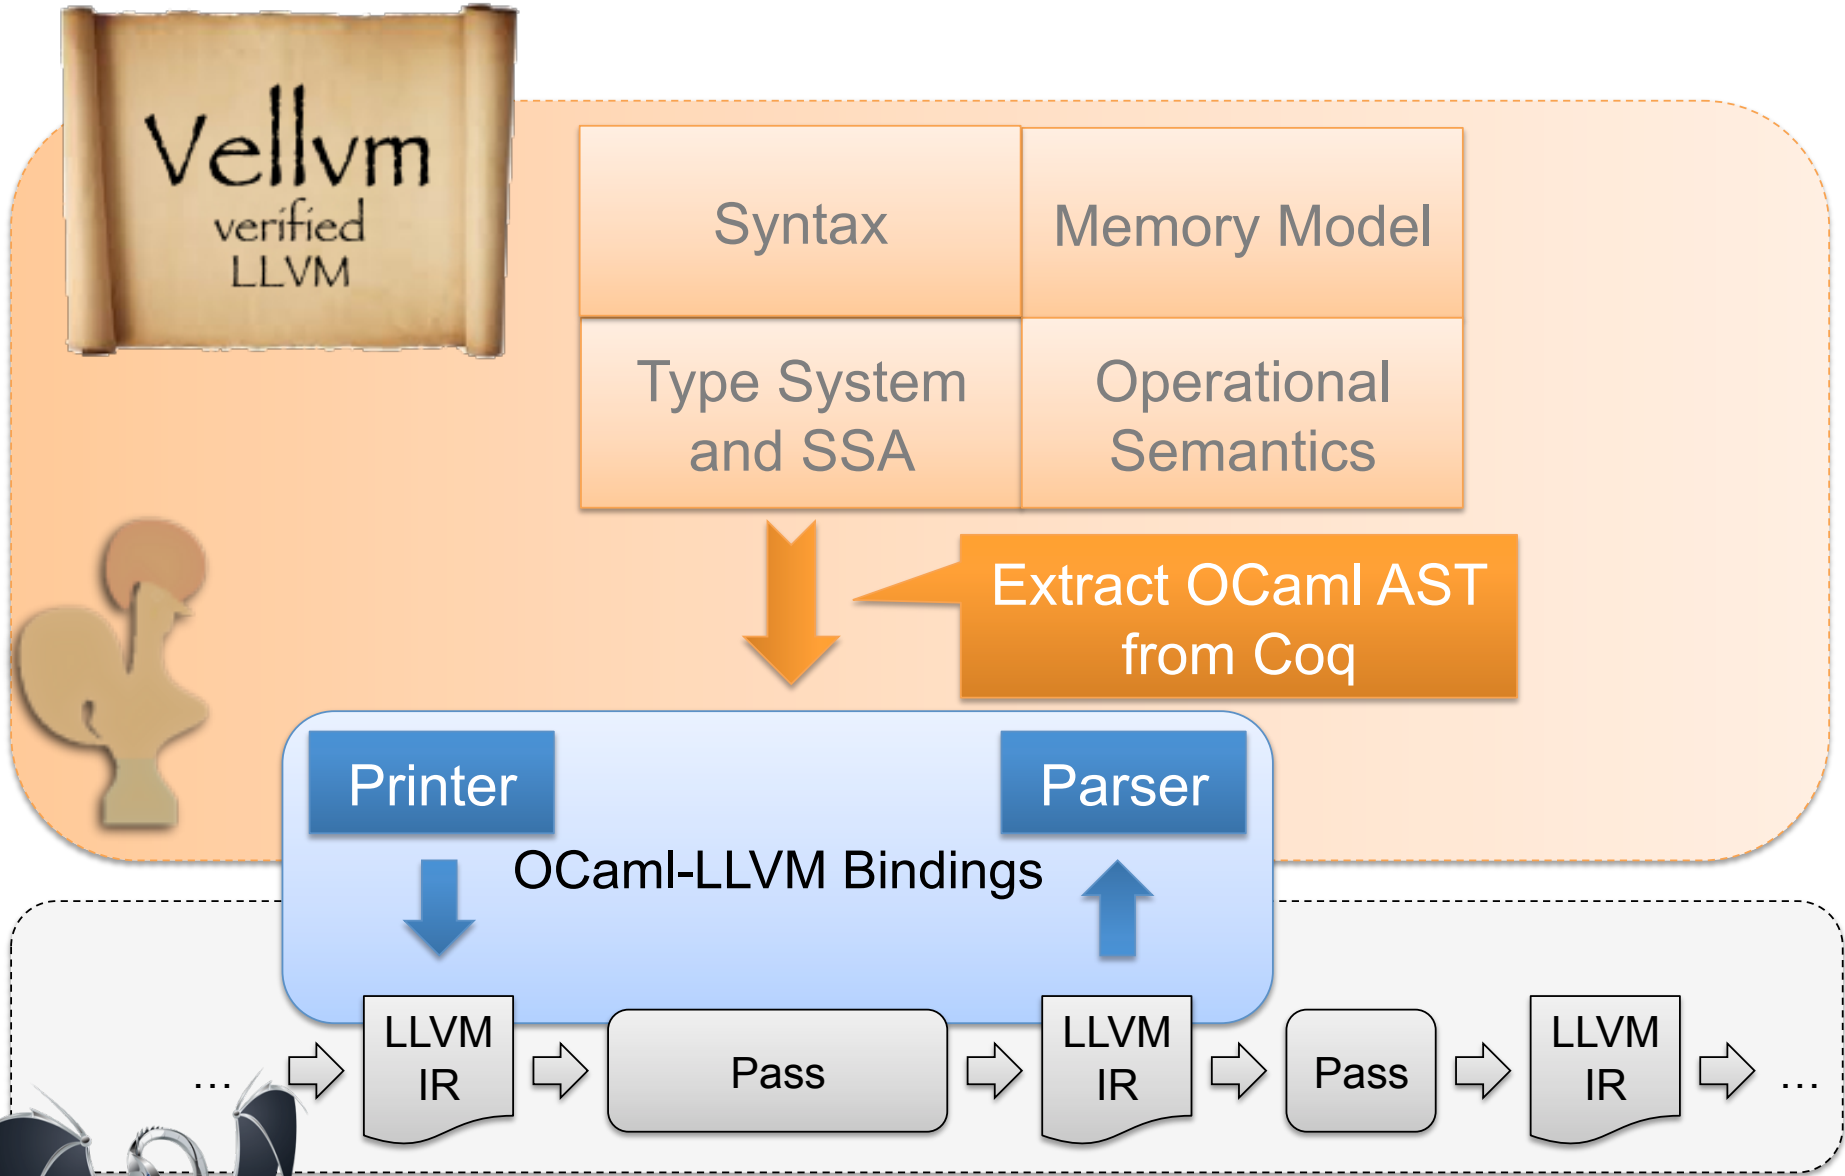 Vellvm
verified
LLVM
Syntax
Memory Model
Type System
and SSA
Operational
Semantics
Extract OCaml AST
from Coq
Printer
Parser
OCaml-LLVM Bindings
...
LLVM
IR
Pass
LLVM
IR
Pass
LLVM
IR
...